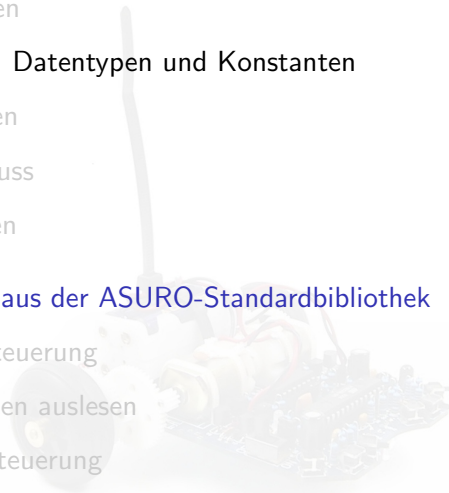 en
Datentypen und Konstanten
en
uss
en
aus der ASURO-Standardbibliothek
teuerung
en auslesen
teuerung